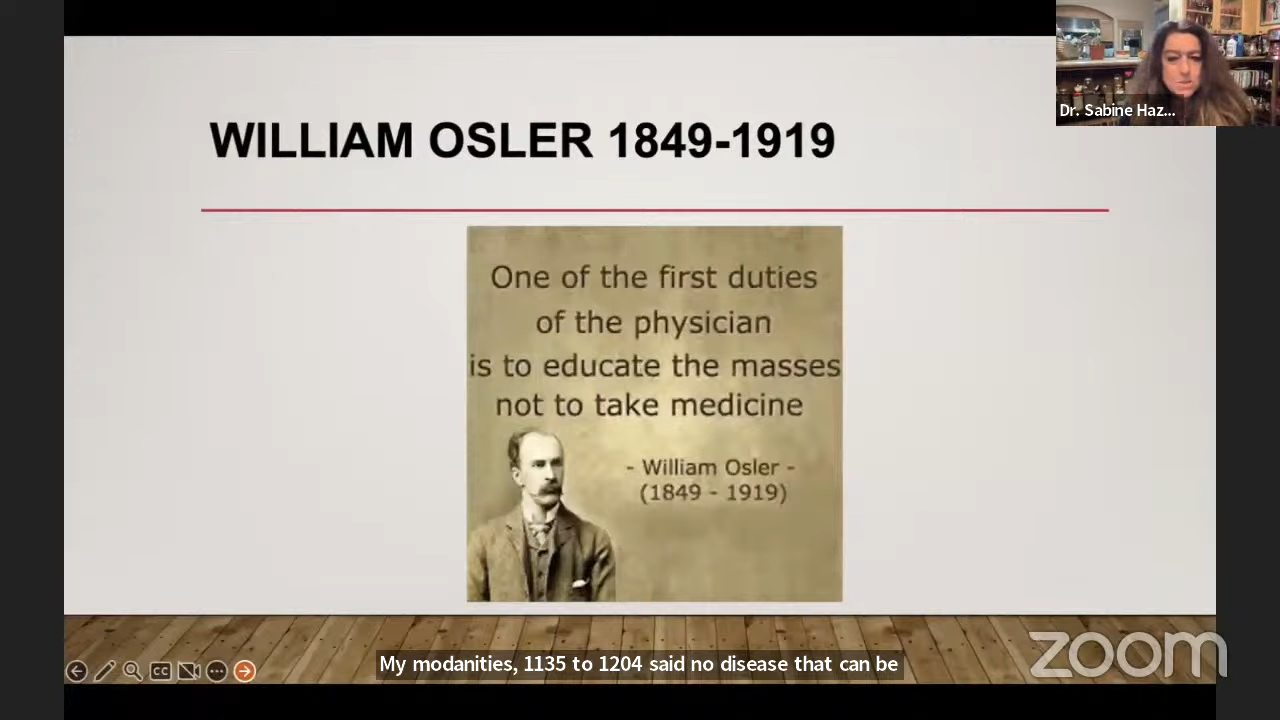 Dr. Sabine Haz...
WILLIAM OSLER 1849-1919
One of the first duties
of the physician
is to educate the masses
not to take medicine
- William Osler -
(1849 - 1919)
My modanities, 1135 to 1204 said no disease that can be
CC
zoom